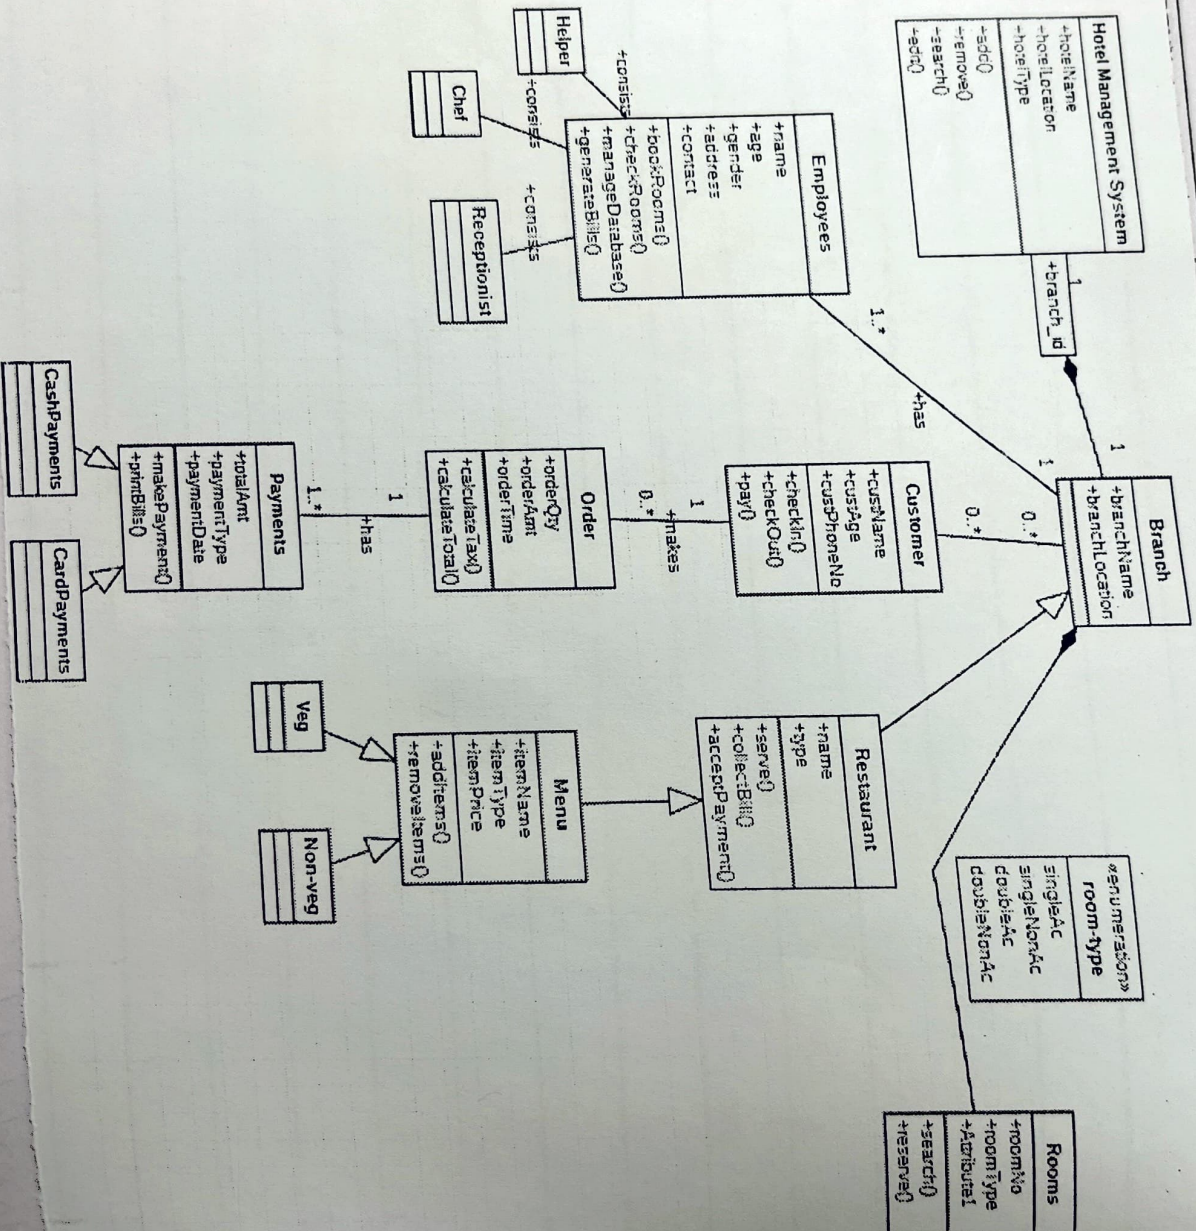 Hotel Management System
+hotelName
+hotelLocation
+hotelType
+add()
+remove()
+search()
+edit()
1
+branch_id
1
Branch
+branchName
+branchLocation
«enumeration»
room-type
singleAc
singleNonAc
doubleAc
doubleNonAc
Rooms
+roomNo
+roomType
+Attribute1
+search()
+reserve()
1
+has
1..*
0..*
0..*
Employees
+name
+age
+gender
+address
+contact
+bookRooms()
+checkRooms()
+manageDatabase()
+generateBills()
Customer
+custName
+custAge
+custPhoneNo
+checkIn()
+checkOut()
+pay()
Restaurant
+name
+type
+serve()
+collectBill()
+acceptPayment()
+consists
+consists
+consists
Helper
Chef
Receptionist
1
+makes
0..*
Order
+orderQty
+orderAmt
+orderTime
+calculateTax()
+calculateTotal()
Menu
+itemName
+itemType
+itemPrice
+addItems()
+removeItems()
1
+has
1..*
Payments
+totalAmt
+paymentType
+paymentDate
+makePayment()
+printBills()
Veg
Non-veg
CashPayments
CardPayments